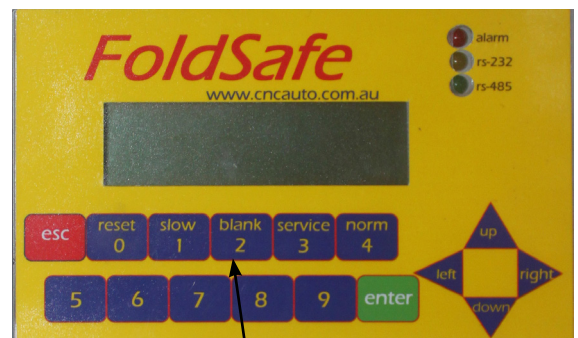 FoldSafe
www.cncauto.com.au
alarm
rs-232
rs-485
esc
reset
0
slow
1
blank
2
service
3
norm
4
5
6
7
8
9
enter
up
left
right
down